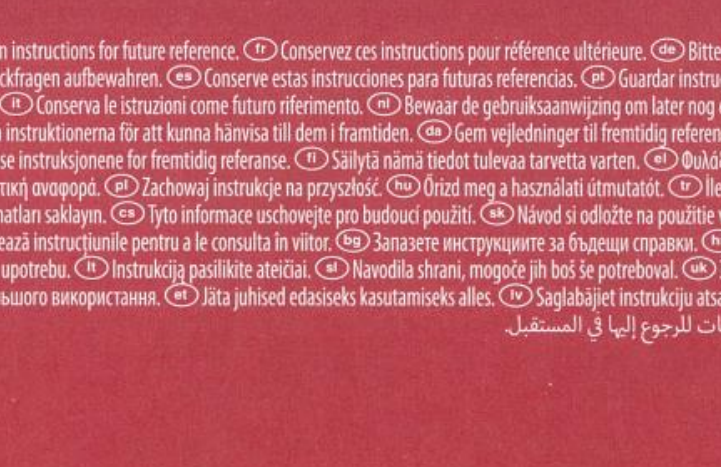 n instructions for future reference. fr Conservez ces instructions pour référence ultérieure. de Bitte
ckfragen aufbewahren. es Conserve estas instrucciones para futuras referencias. pt Guardar instru
it Conserva le istruzioni come futuro riferimento. nl Bewaar de gebruiksaanwijzing om later nog
instruktionerna för att kunna hänvisa till dem i framtiden. da Gem vejledninger til fremtidig referen
se instruksjonene for fremtidig referanse. fi Säilytä nämä tiedot tulevaa tarvetta varten. el Φυλά
τική αναφορά. pl Zachowaj instrukcje na przyszłość. hu Őrizd meg a használati útmutatót. tr İle
natları saklayın. cs Tyto informace uschovejte pro budoucí použití. sk Návod si odložte na použitie
ează instrucțiunile pentru a le consulta în viitor. bg Запазете инструкциите за бъдещи справки. h
upotrebu. lt Instrukciją pasilikite ateičiai. sl Navodila shrani, mogoče jih boš še potreboval. uk
ьшого використання. et Jäta juhised edasiseks kasutamiseks alles. lv Saglabājiet instrukciju atsa
ات للرجوع إليها في المستقبل.